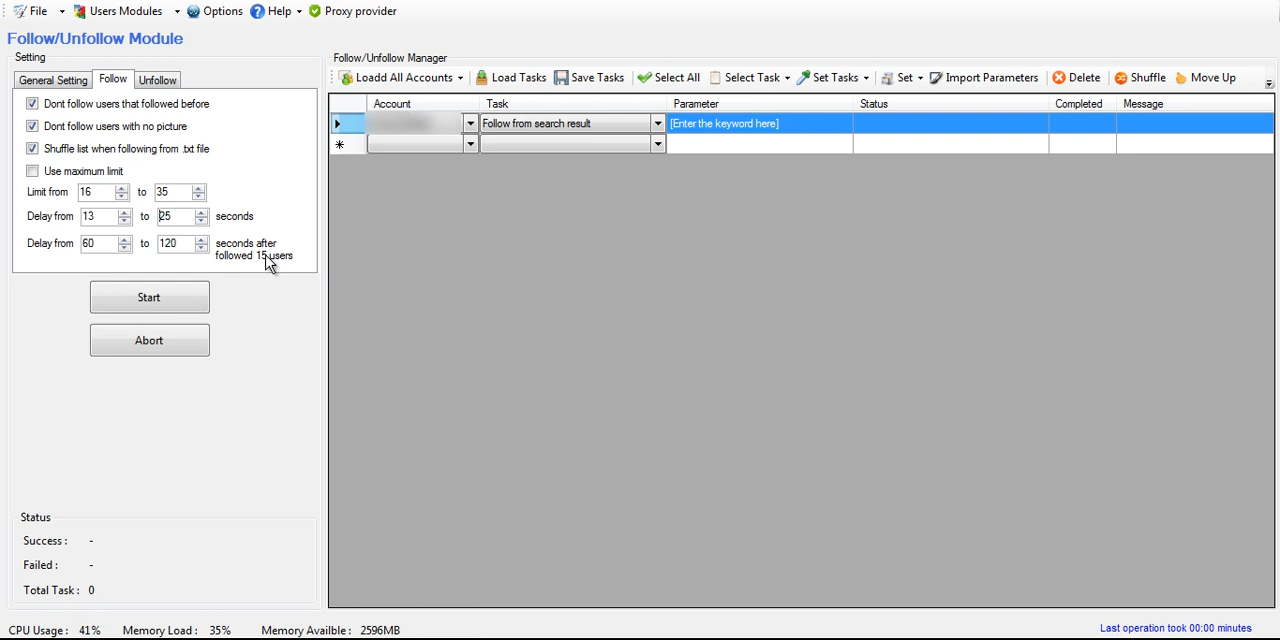 File Users Modules Options Help Proxy provider
Follow/Unfollow Module
Setting
General Setting Follow Unfollow
Dont follow users that followed before
Dont follow users with no picture
Shuffle list when following from .txt file
Use maximum limit
Limit from 16 to 35
Delay from 13 to 25 seconds
Delay from 60 to 120 seconds after
followed 15 users
Start
Abort
Status
Success: -
Failed: -
Total Task: 0
Follow/Unfollow Manager
Loadd All Accounts Load Tasks Save Tasks Select All Select Task Set Tasks Set Import Parameters Delete Shuffle Move Up
Account Task Parameter Status Completed Message
Follow from search result [Enter the keyword here]
CPU Usage: 41% Memory Load: 35% Memory Availble: 2596MB Last operation took 00:00 minutes